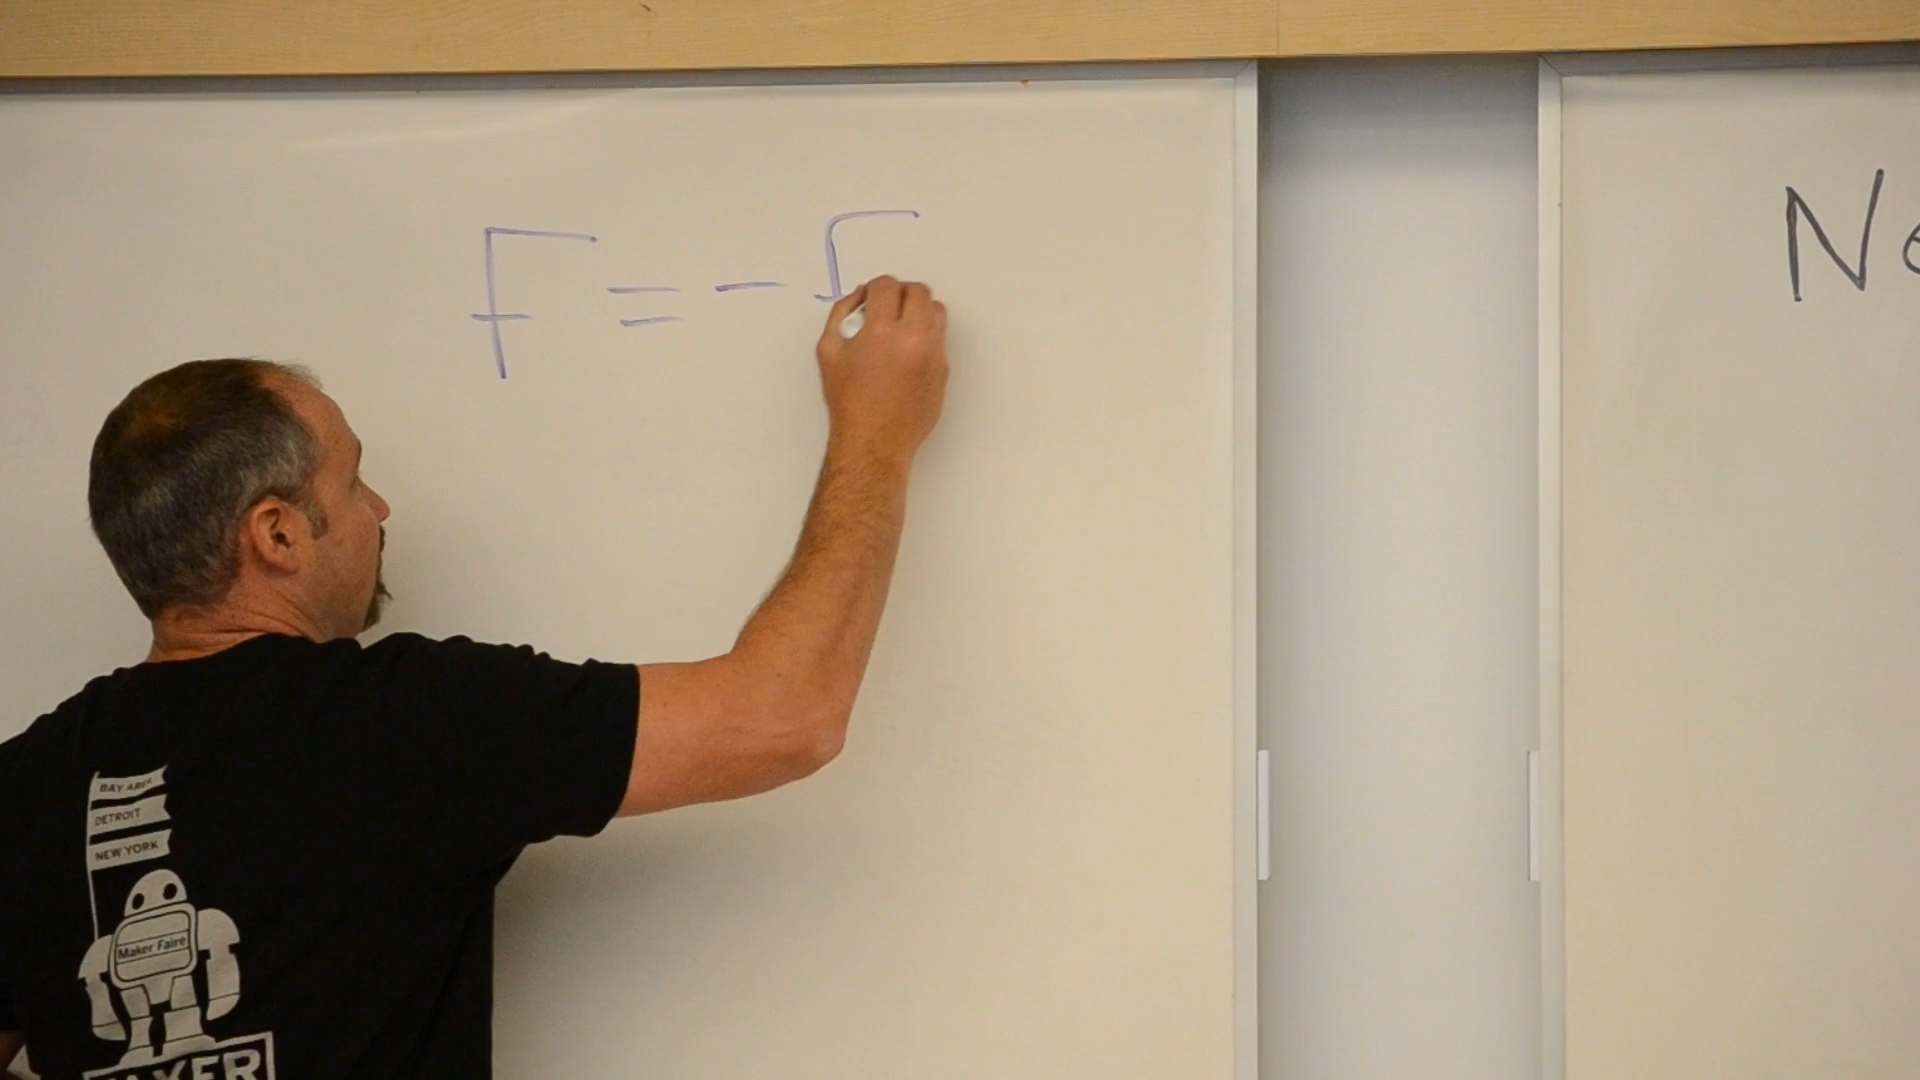 F = - F
BAY AREA
DETROIT
NEW YORK
Maker Faire
MAKER